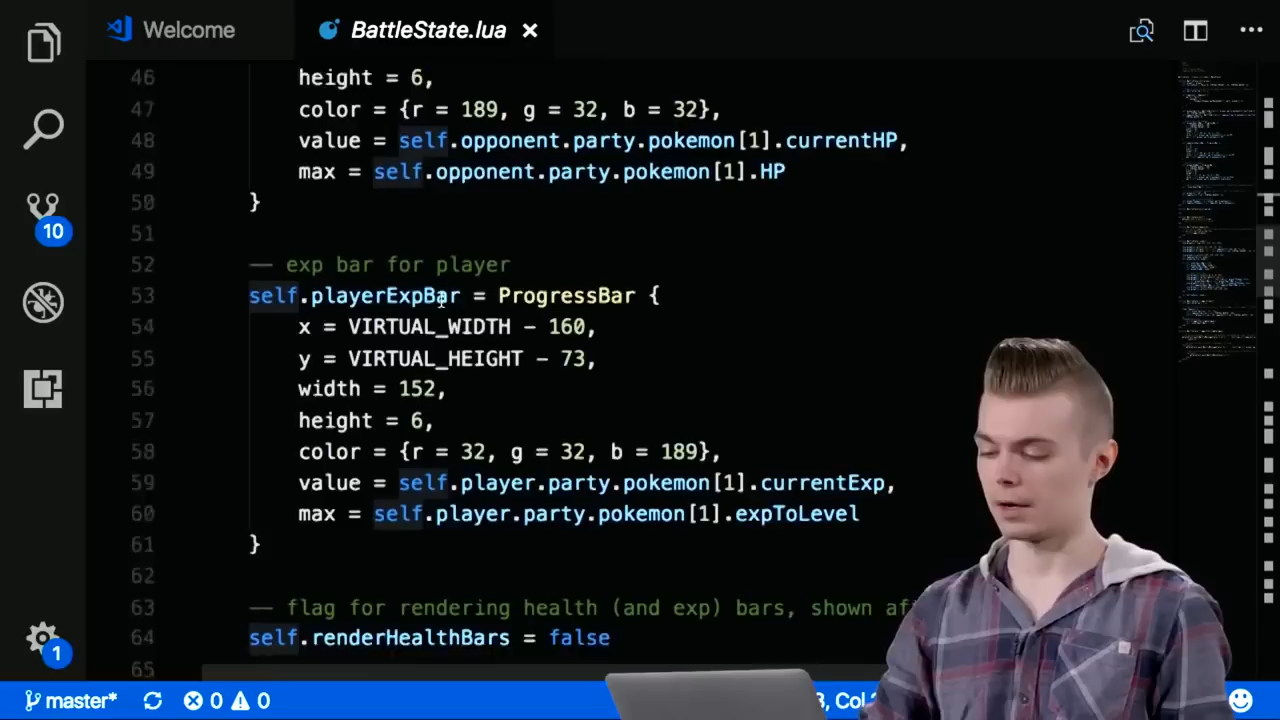 Welcome
BattleState.lua
46 height = 6,
47 color = {r = 189, g = 32, b = 32},
48 value = self.opponent.party.pokemon[1].currentHP,
49 max = self.opponent.party.pokemon[1].HP
50 }
51
52 -- exp bar for player
53 self.playerExpBar = ProgressBar {
54 x = VIRTUAL_WIDTH - 160,
55 y = VIRTUAL_HEIGHT - 73,
56 width = 152,
57 height = 6,
58 color = {r = 32, g = 32, b = 189},
59 value = self.player.party.pokemon[1].currentExp,
60 max = self.player.party.pokemon[1].expToLevel
61 }
62
63 -- flag for rendering health (and exp) bars, shown
64 self.renderHealthBars = false
65
10
1
master* 0 0